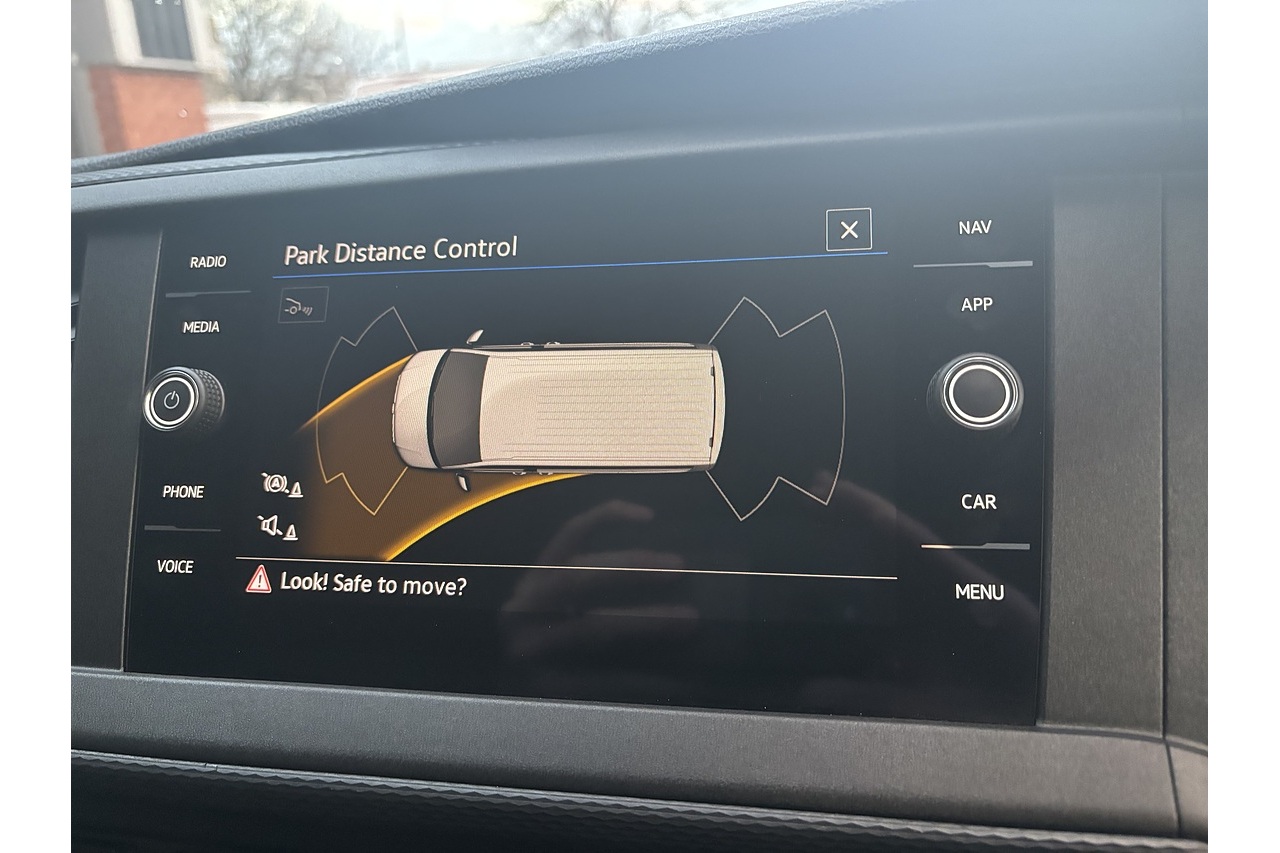 RADIO
MEDIA
PHONE
VOICE
Park Distance Control
A
Look! Safe to move?
NAV
APP
CAR
MENU